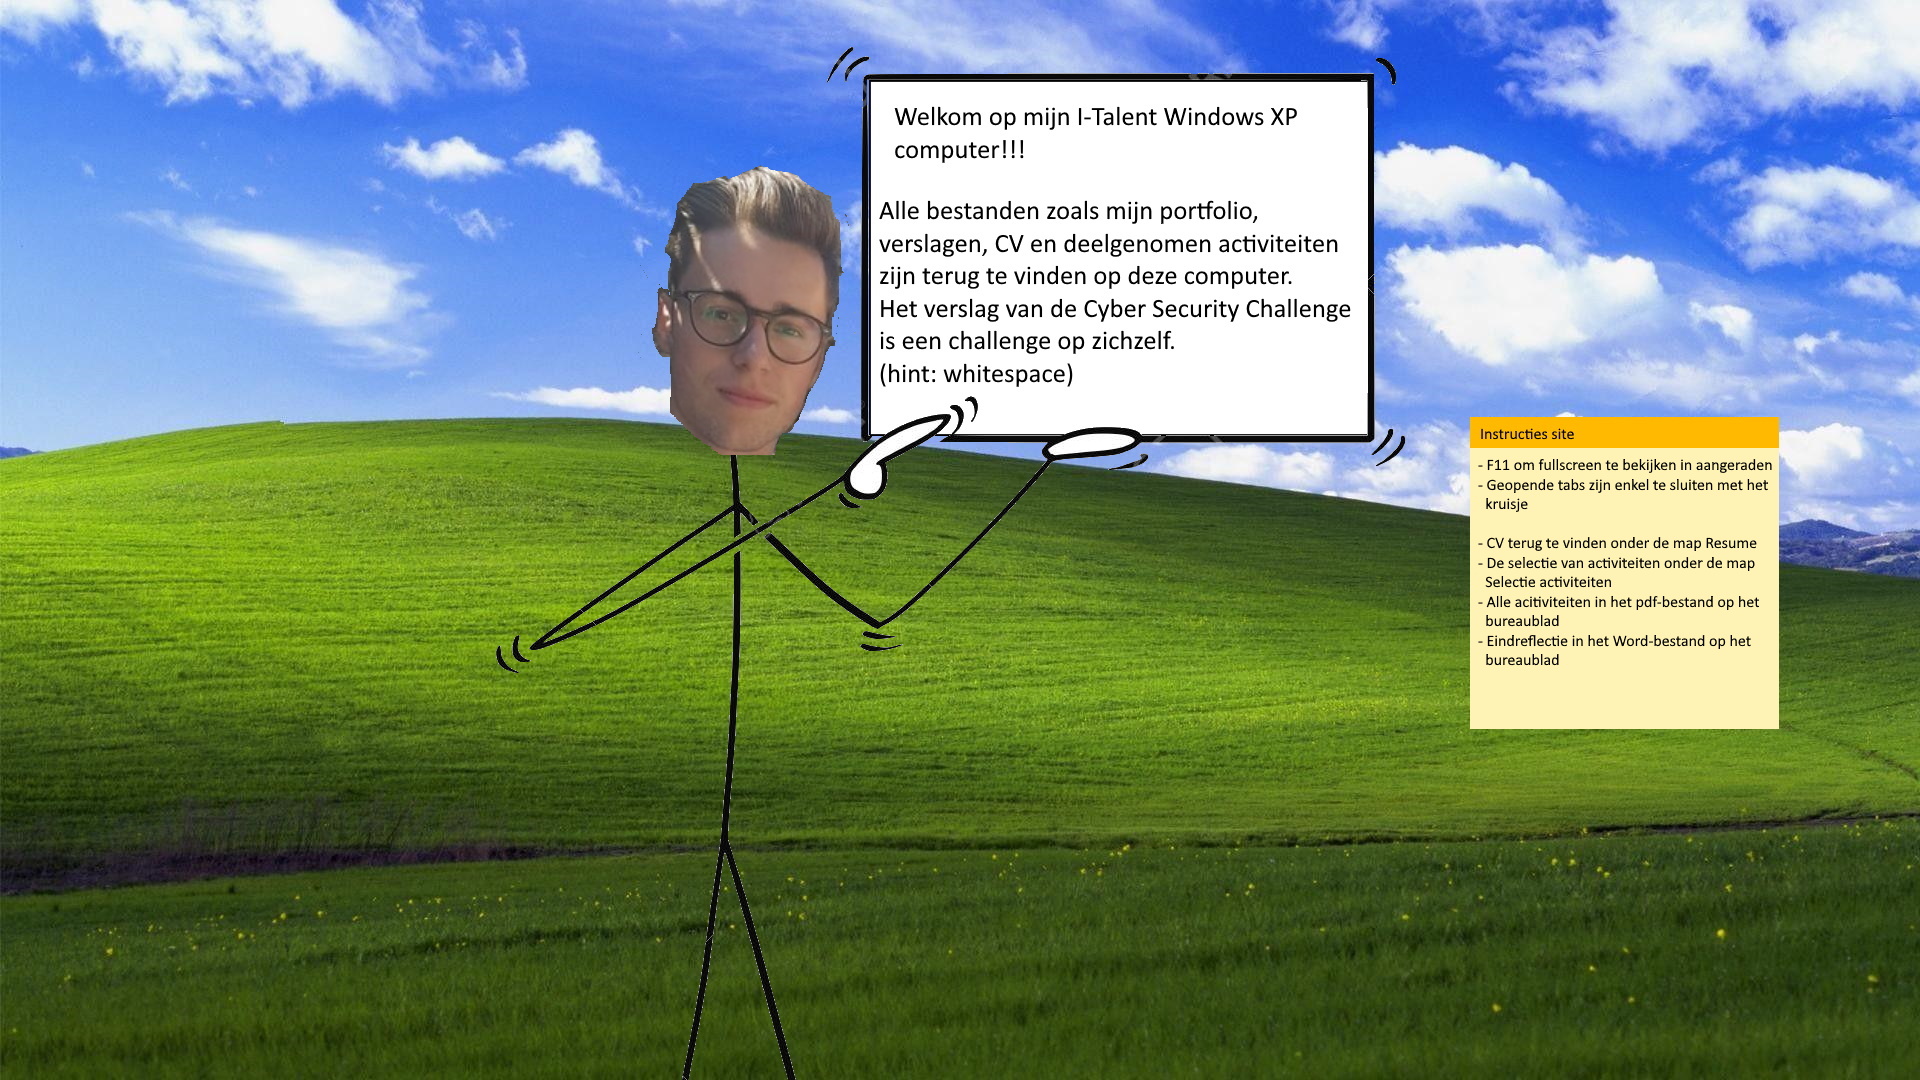 Welkom op mijn I-Talent Windows XP
computer!!!
Alle bestanden zoals mijn portfolio,
verslagen, CV en deelgenomen activiteiten
zijn terug te vinden op deze computer.
Het verslag van de Cyber Security Challenge
is een challenge op zichzelf.
(hint: whitespace)
Instructies site
- F11 om fullscreen te bekijken in aangeraden
- Geopende tabs zijn enkel te sluiten met het
kruisje
- CV terug te vinden onder de map Resume
- De selectie van activiteiten onder de map
Selectie activiteiten
- Alle acitiviteiten in het pdf-bestand op het
bureaublad
- Eindreflectie in het Word-bestand op het
bureaublad